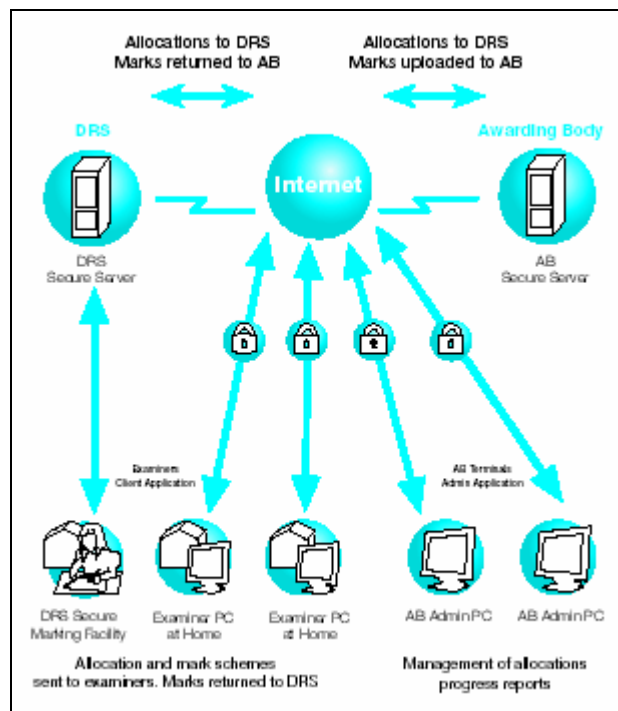 Allocations to DRS
Marks returned to AB
Allocations to DRS
Marks uploaded to AB
DRS
Awarding Body
Internet
DRS
Secure Server
AB
Secure Server
Examiners
Client Application
AB Terminals
Admin Application
DRS Secure
Marking Facility
Examiner PC
at Home
Examiner PC
at Home
AB Admin PC
AB Admin PC
Allocation and mark schemes
sent to examiners. Marks returned to DRS
Management of allocations
progress reports